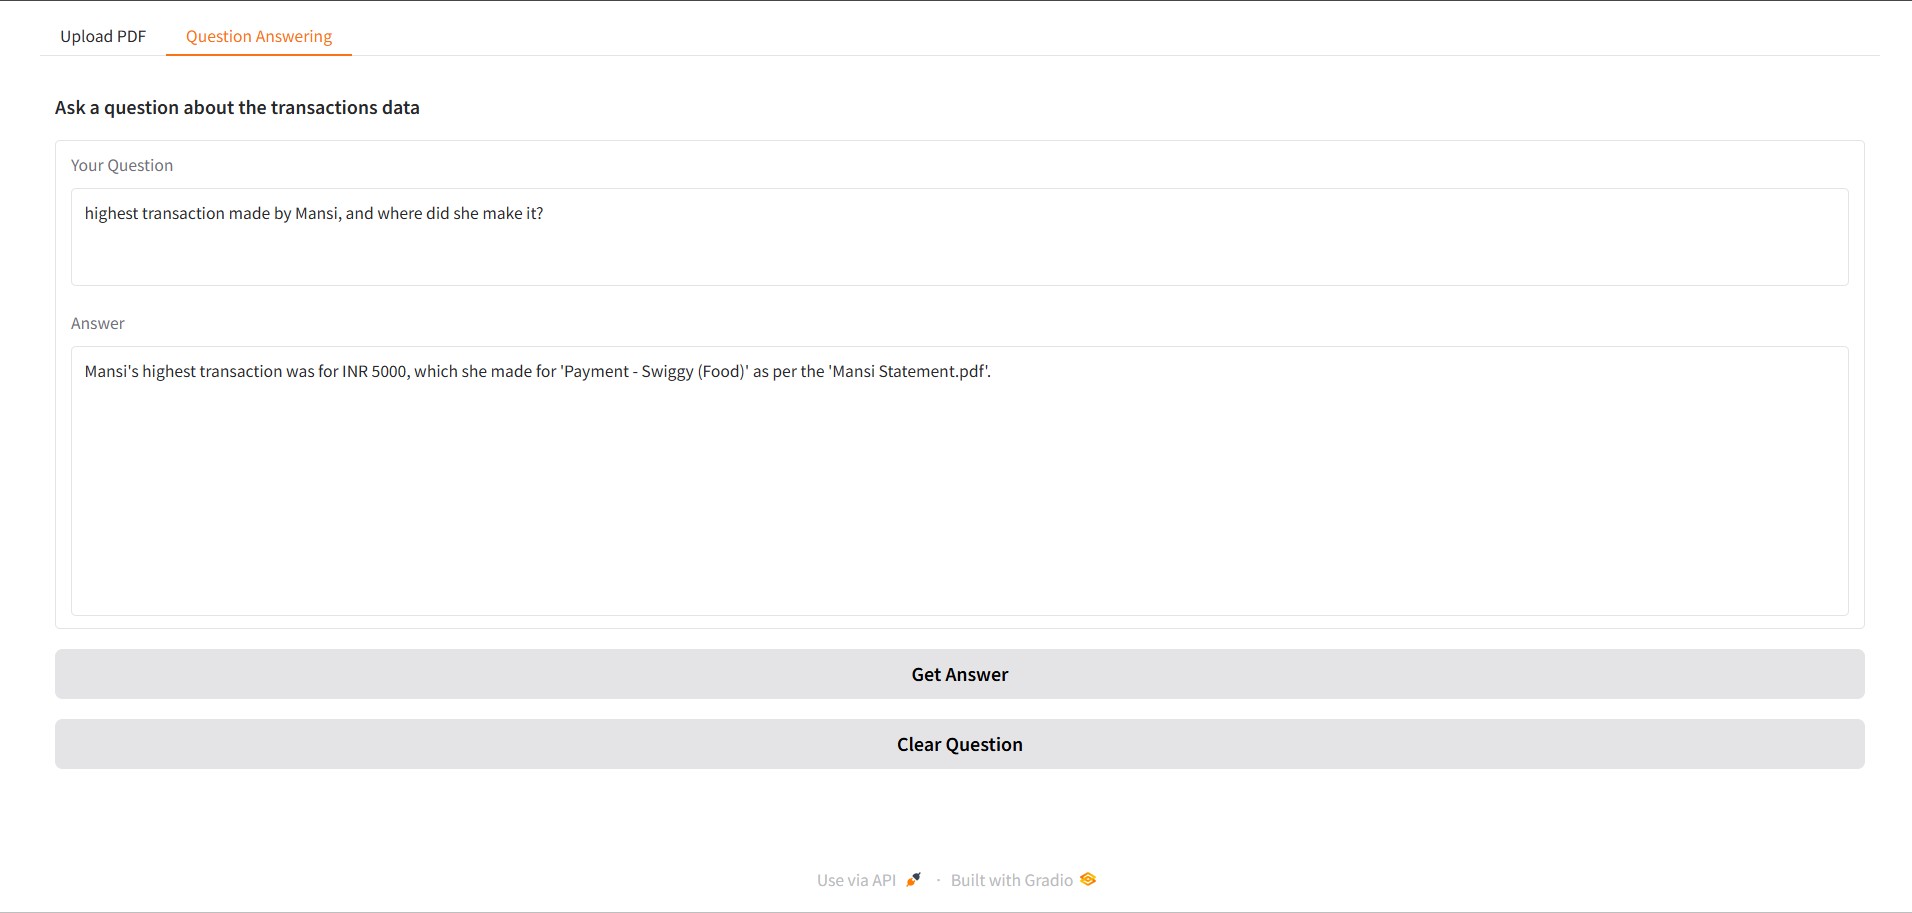 Upload PDF
Question Answering
Ask a question about the transactions data
Your Question
highest transaction made by Mansi, and where did she make it?
Answer
Mansi's highest transaction was for INR 5000, which she made for 'Payment - Swiggy (Food)' as per the 'Mansi Statement.pdf'.
Get Answer
Clear Question
Use via API · Built with Gradio